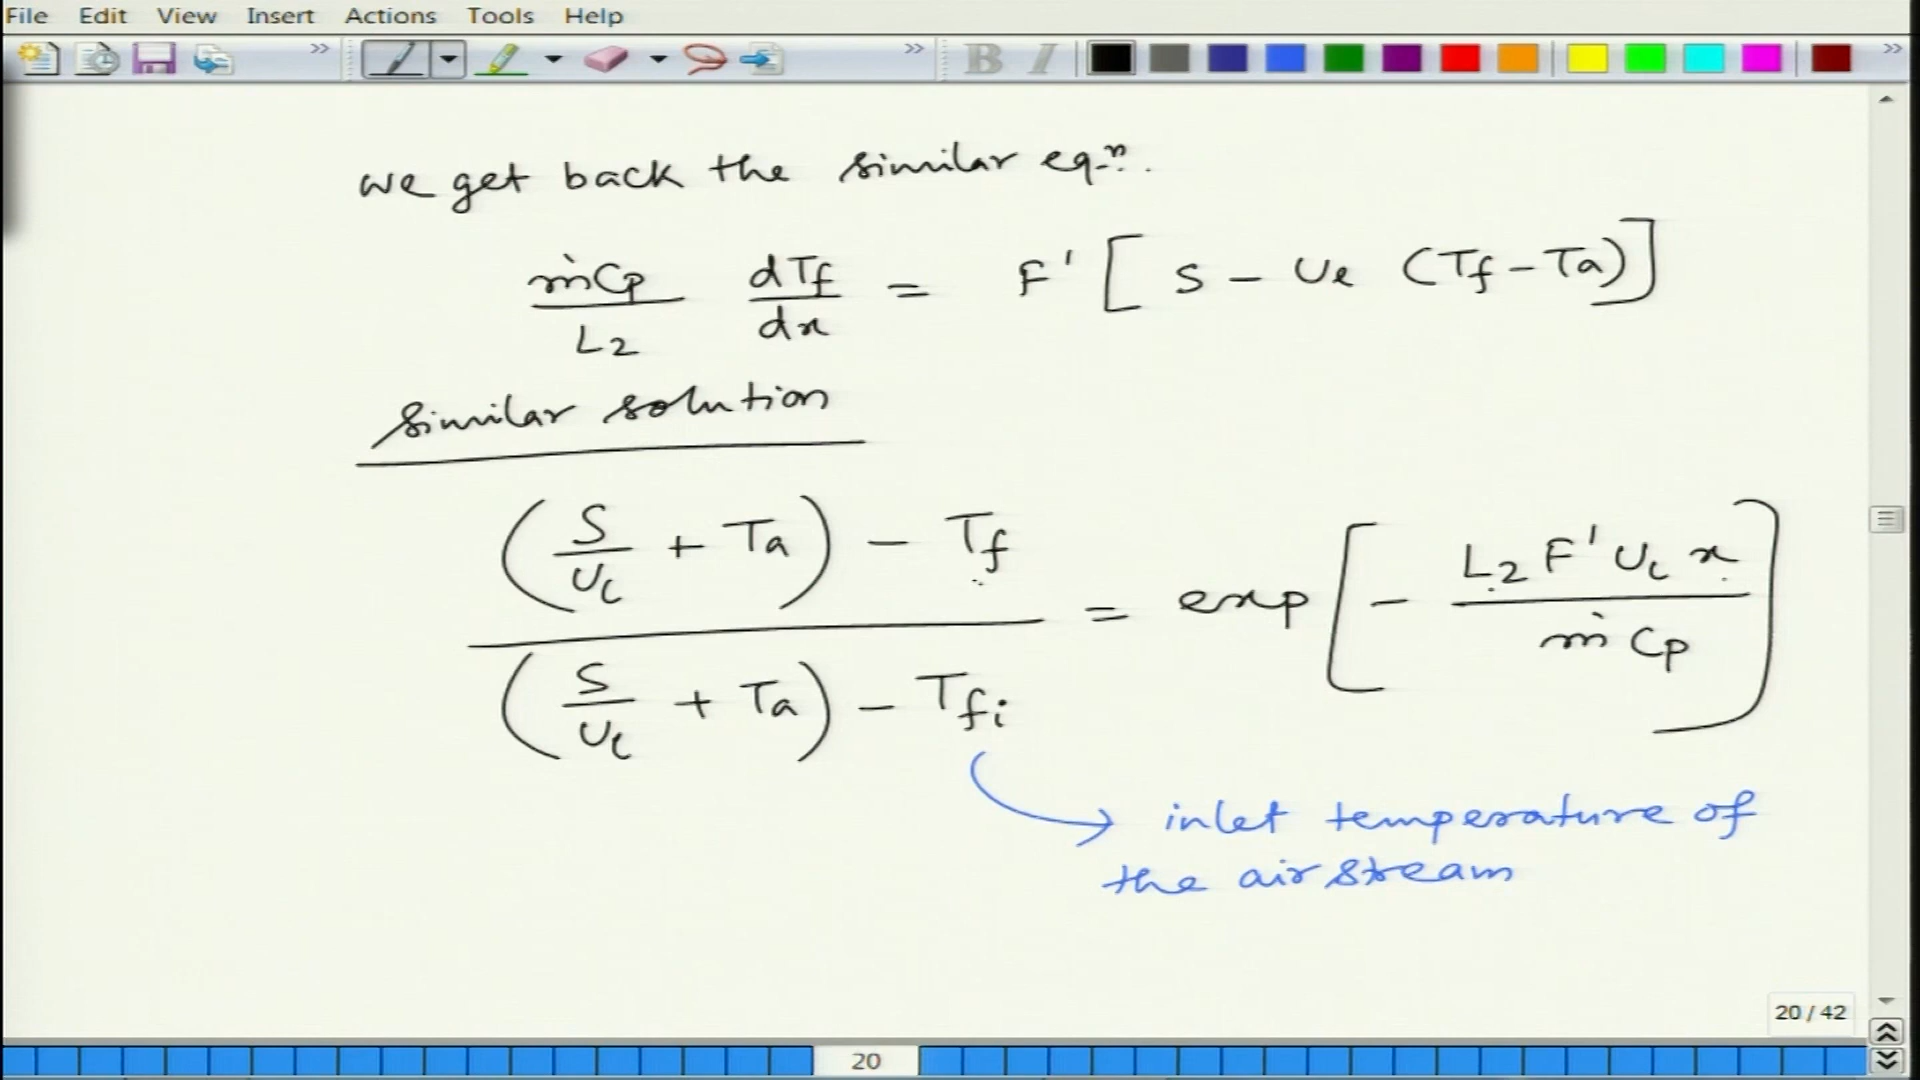 File Edit View Insert Actions Tools Help
B I
we get back the similar eq.ⁿ.
ṁCp/L2 dTf/dx = F' [ S - Ul (Tf - Ta) ]
Similar solution
((S/Ul + Ta) - Tf) / ((S/Ul + Ta) - Tfi) = exp [ - L2 F' Ul x / ṁ Cp ]
inlet temperature of
the air stream
20 / 42
20